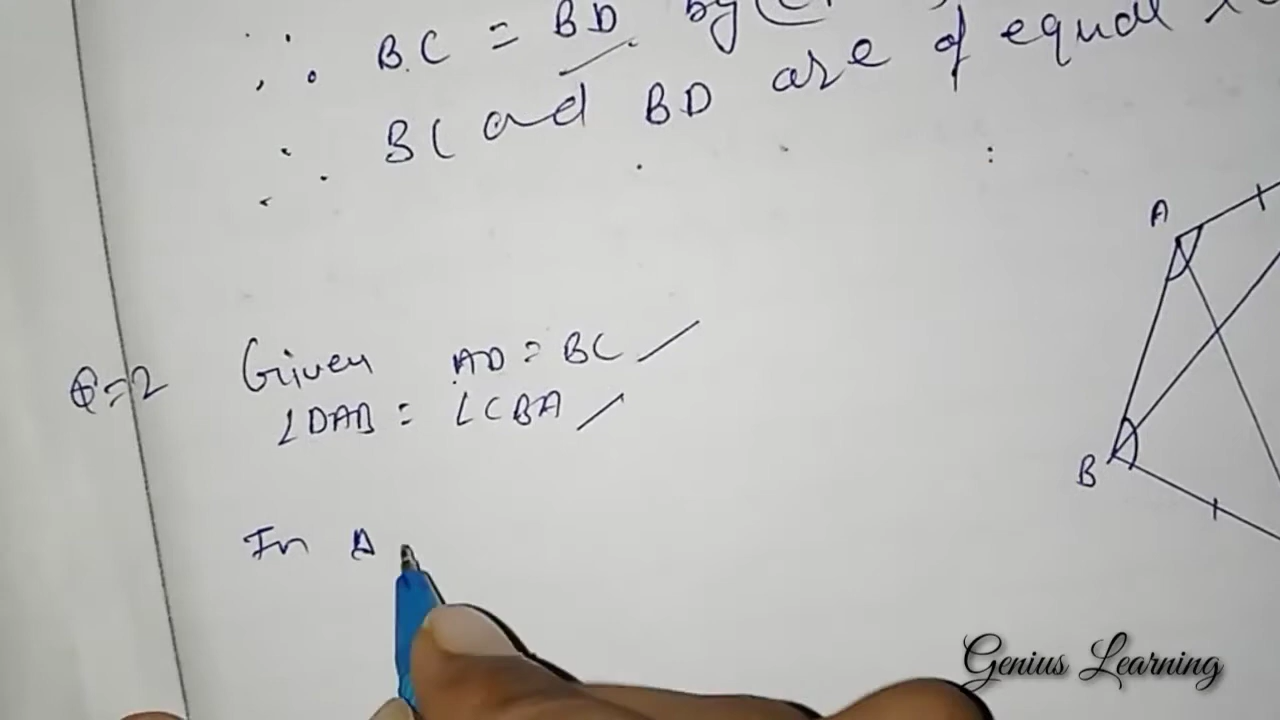 ∴ BC = BD by
∴ BC and BD are of equal
A
Q=2 Given AD = BC
∠DAB = ∠CBA
B
In Δ
Genius Learning